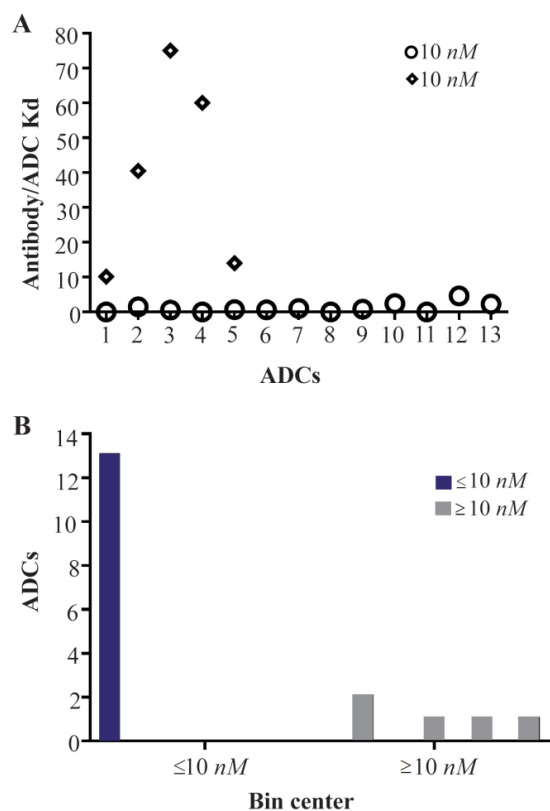 A
80
70
60
50
40
30
20
10
0
Antibody/ADC Kd
10 nM
10 nM
1 2 3 4 5 6 7 8 9 10 11 12 13
ADCs
B
14
12
10
8
6
4
2
0
ADCs
≤10 nM
≥10 nM
≤10 nM ≥10 nM
Bin center